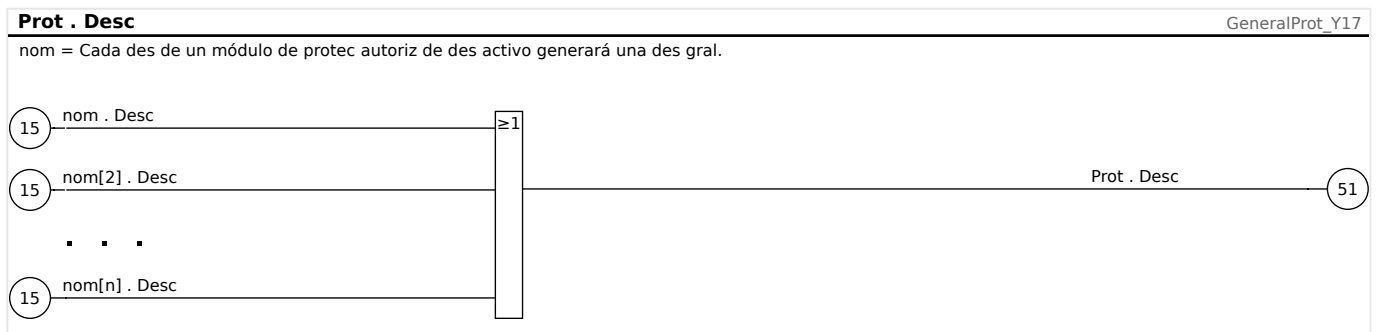 Prot . Desc
GeneralProt_Y17
nom = Cada des de un módulo de protec autoriz de des activo generará una des gral.
15
nom . Desc
≥1
15
nom[2] . Desc
Prot . Desc
51
. . .
15
nom[n] . Desc